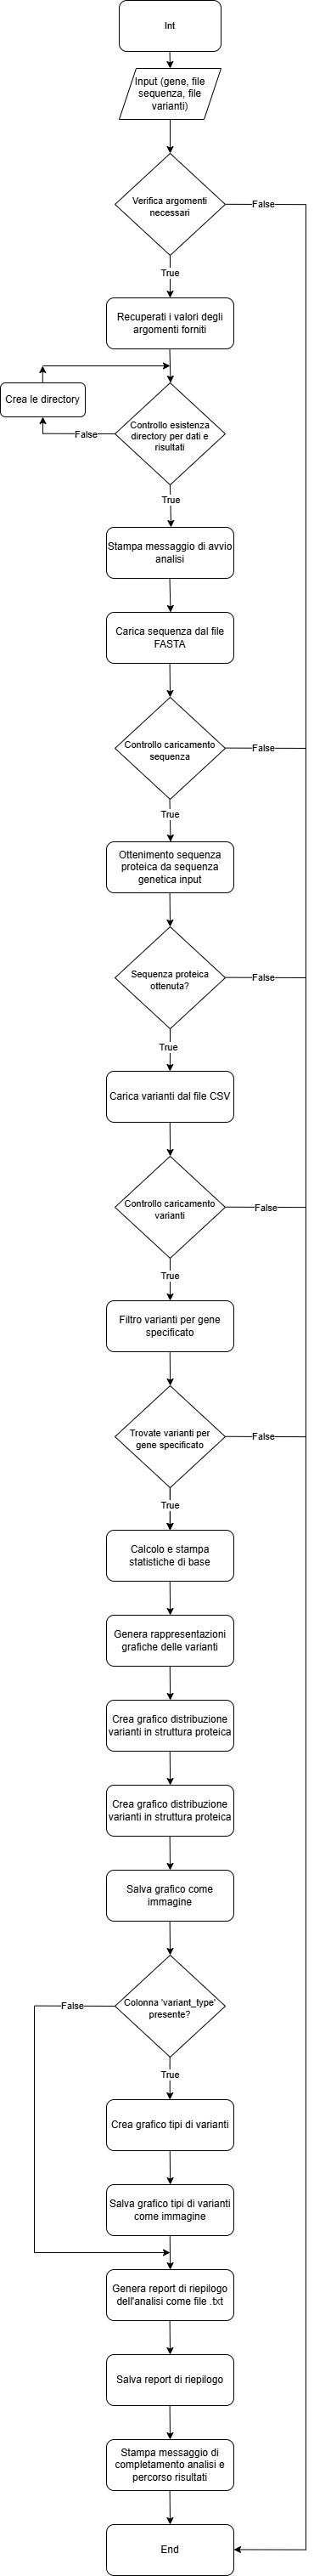 Int
Input (gene, file
sequenza, file
varianti)
Verifica argomenti
necessari
False
True
Recuperati i valori degli
argomenti forniti
Crea le directory
Controllo esistenza
directory per dati e
risultati
False
True
Stampa messaggio di avvio
analisi
Carica sequenza dal file
FASTA
Controllo caricamento
sequenza
False
True
Ottenimento sequenza
proteica da sequenza
genetica input
Sequenza proteica
ottenuta?
False
True
Carica varianti dal file CSV
Controllo caricamento
varianti
False
True
Filtro varianti per gene
specificato
Trovate varianti per
gene specificato
False
True
Calcolo e stampa
statistiche di base
Genera rappresentazioni
grafiche delle varianti
Crea grafico distribuzione
varianti in struttura proteica
Crea grafico distribuzione
varianti in struttura proteica
Salva grafico come
immagine
Colonna 'variant_type'
presente?
False
True
Crea grafico tipi di varianti
Salva grafico tipi di varianti
come immagine
Genera report di riepilogo
dell'analisi come file .txt
Salva report di riepilogo
Stampa messaggio di
completamento analisi e
percorso risultati
End